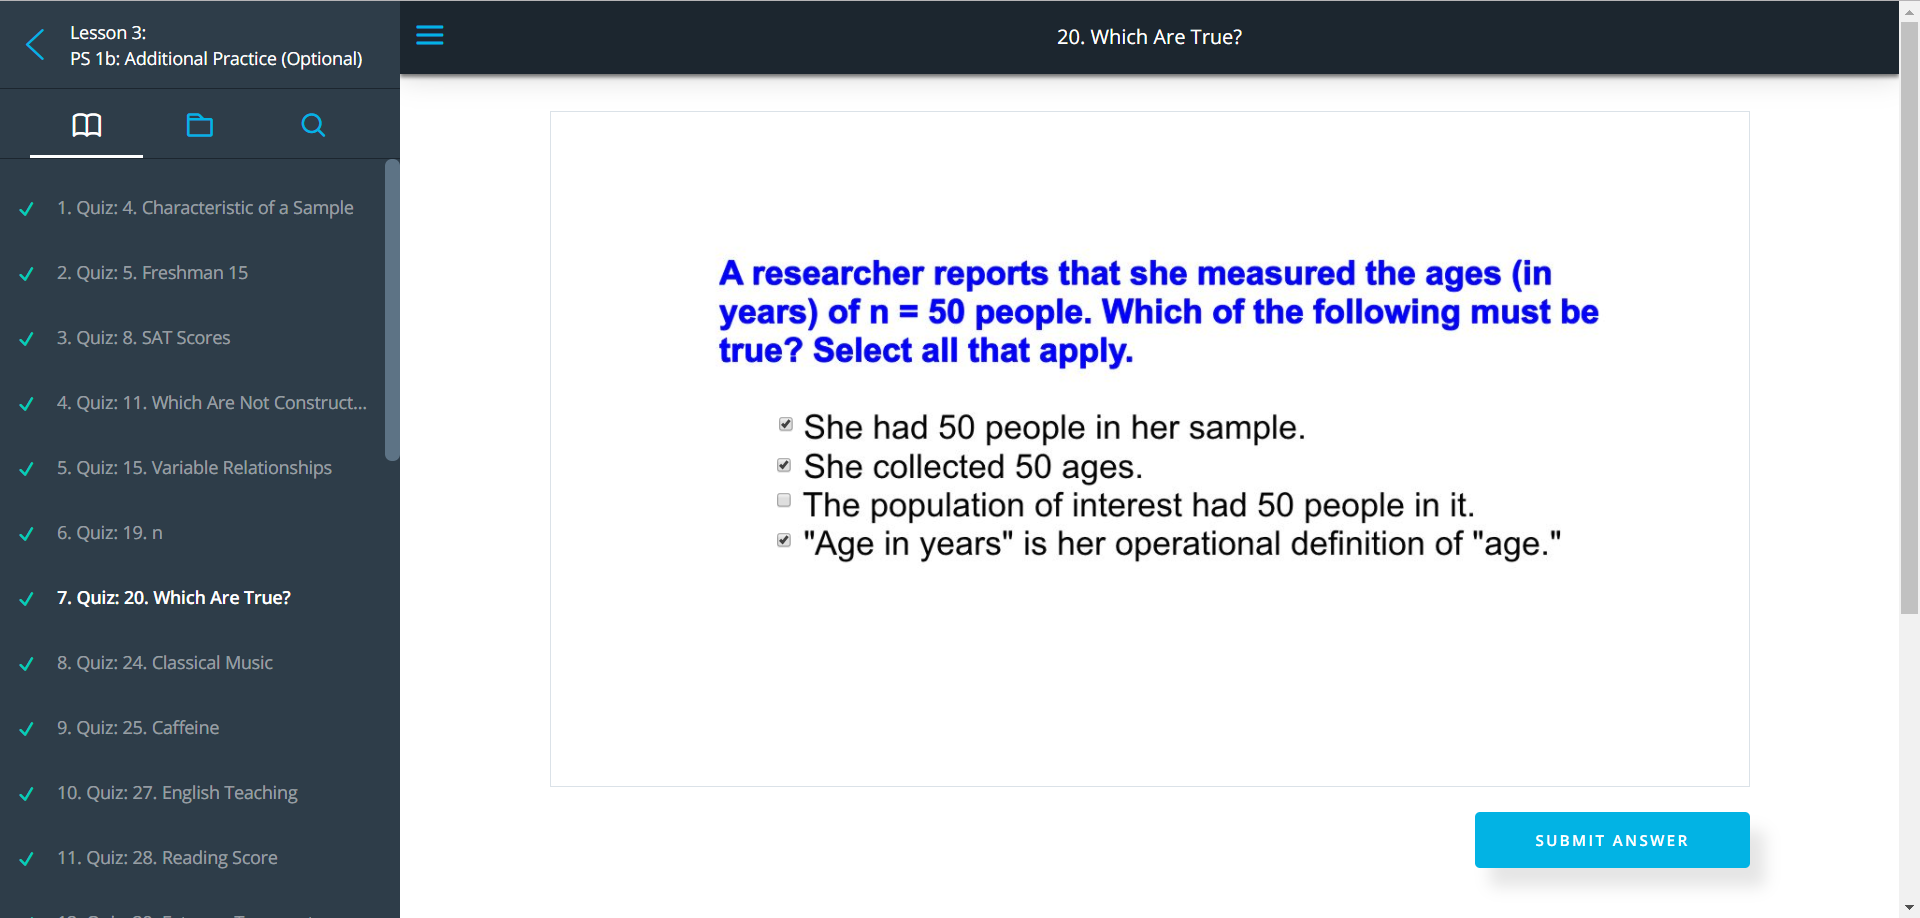 Lesson 3:
PS 1b: Additional Practice (Optional)
1. Quiz: 4. Characteristic of a Sample
2. Quiz: 5. Freshman 15
3. Quiz: 8. SAT Scores
4. Quiz: 11. Which Are Not Construct...
5. Quiz: 15. Variable Relationships
6. Quiz: 19. n
7. Quiz: 20. Which Are True?
8. Quiz: 24. Classical Music
9. Quiz: 25. Caffeine
10. Quiz: 27. English Teaching
11. Quiz: 28. Reading Score
20. Which Are True?
A researcher reports that she measured the ages (in
years) of n = 50 people. Which of the following must be
true? Select all that apply.
She had 50 people in her sample.
She collected 50 ages.
The population of interest had 50 people in it.
"Age in years" is her operational definition of "age."
SUBMIT ANSWER